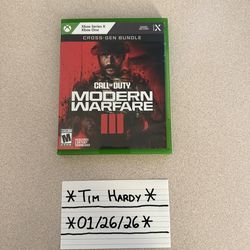 Xbox Series X
Xbox One
CROSS-GEN BUNDLE
CALL OF DUTY
MODERN
WARFARE
III
M
*TIM HARDY*
*01/26/26*